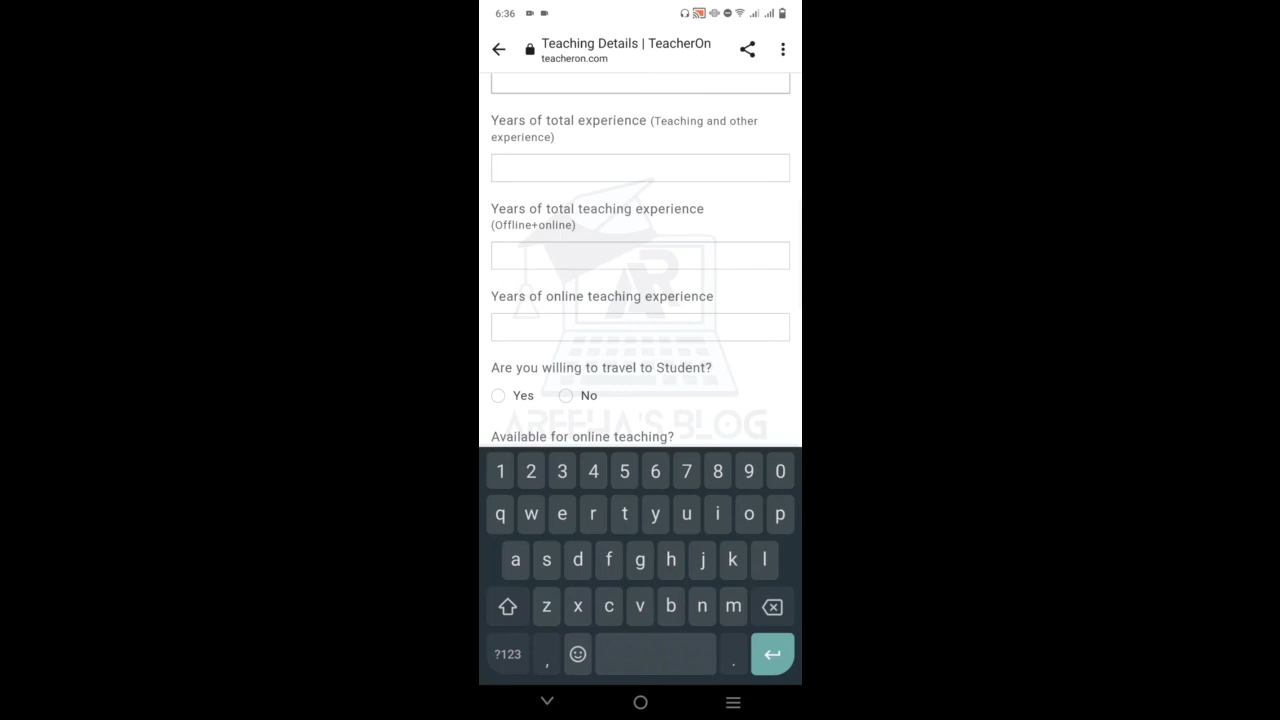 6:36
Teaching Details | TeacherOn
teacheron.com
Years of total experience (Teaching and other
experience)
Years of total teaching experience
(Offline+online)
Years of online teaching experience
Are you willing to travel to Student?
Yes No
AREEHA'S BLOG
Available for online teaching?
1 2 3 4 5 6 7 8 9 0
q w e r t y u i o p
a s d f g h j k l
z x c v b n m
?123 , .